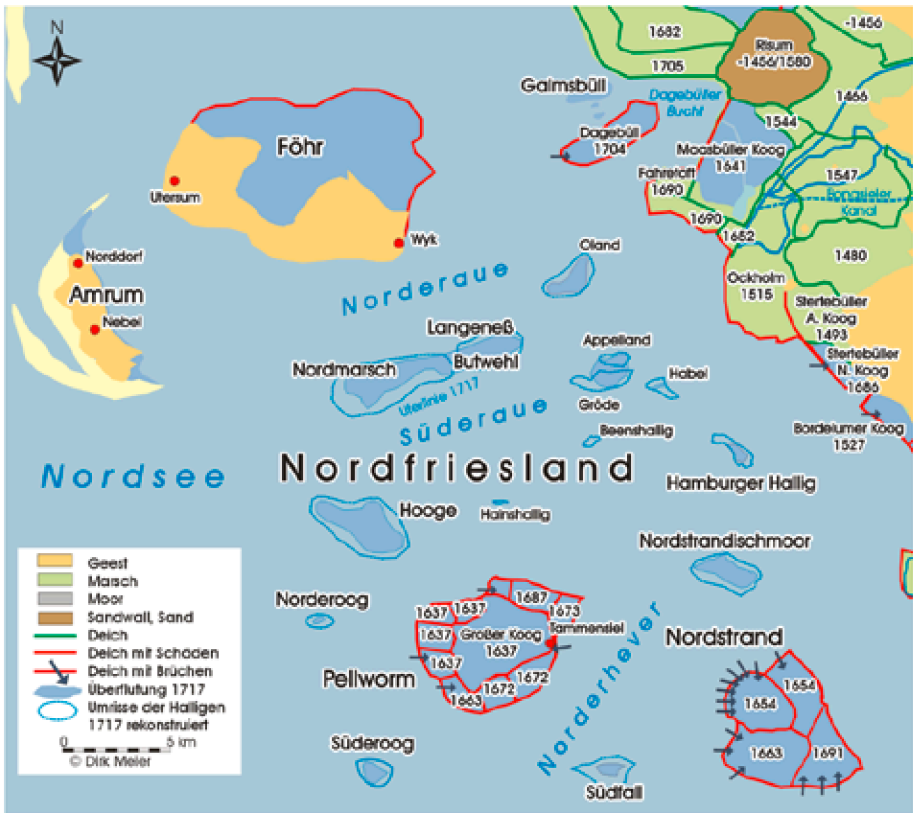 N
1682
-1456
Risum
-1456/1580
1705
Galmsbüll
Dagebüller
Bucht
1466
Dagebüll
1704
1544
Föhr
Maasbüller Koog
1641
Fahretoft
1690
1547
Bongsieler
Kanal
Utersum
1690
1652
Wyk
Oland
1480
Norddorf
Ockholm
1515
Amrum
Norderaue
Stertebüller
A. Koog
1493
Nebel
Langeneß
Appelland
Stertebüller
N. Koog
1686
Nordmarsch
Butwehl
Habel
Uferlinie 1717
Gröde
Süderaue
Bordelumer Koog
1527
Beenshallig
Nordsee
Nordfriesland
Hamburger Hallig
Hooge
Hainshallig
Nordstrandischmoor
Geest
Marsch
Moor
Sandwall, Sand
Deich
Deich mit Schäden
Deich mit Brüchen
Überflutung 1717
Umrisse der Halligen
1717 rekonstruiert
0
5 km
© Dirk Meier
Norderoog
1637
1637
1687
1673
1637
Großer Koog
1637
Tammensiel
1637
1672
1672
1663
Pellworm
Norderhever
Nordstrand
1654
1654
1663
1691
Süderoog
Südfall